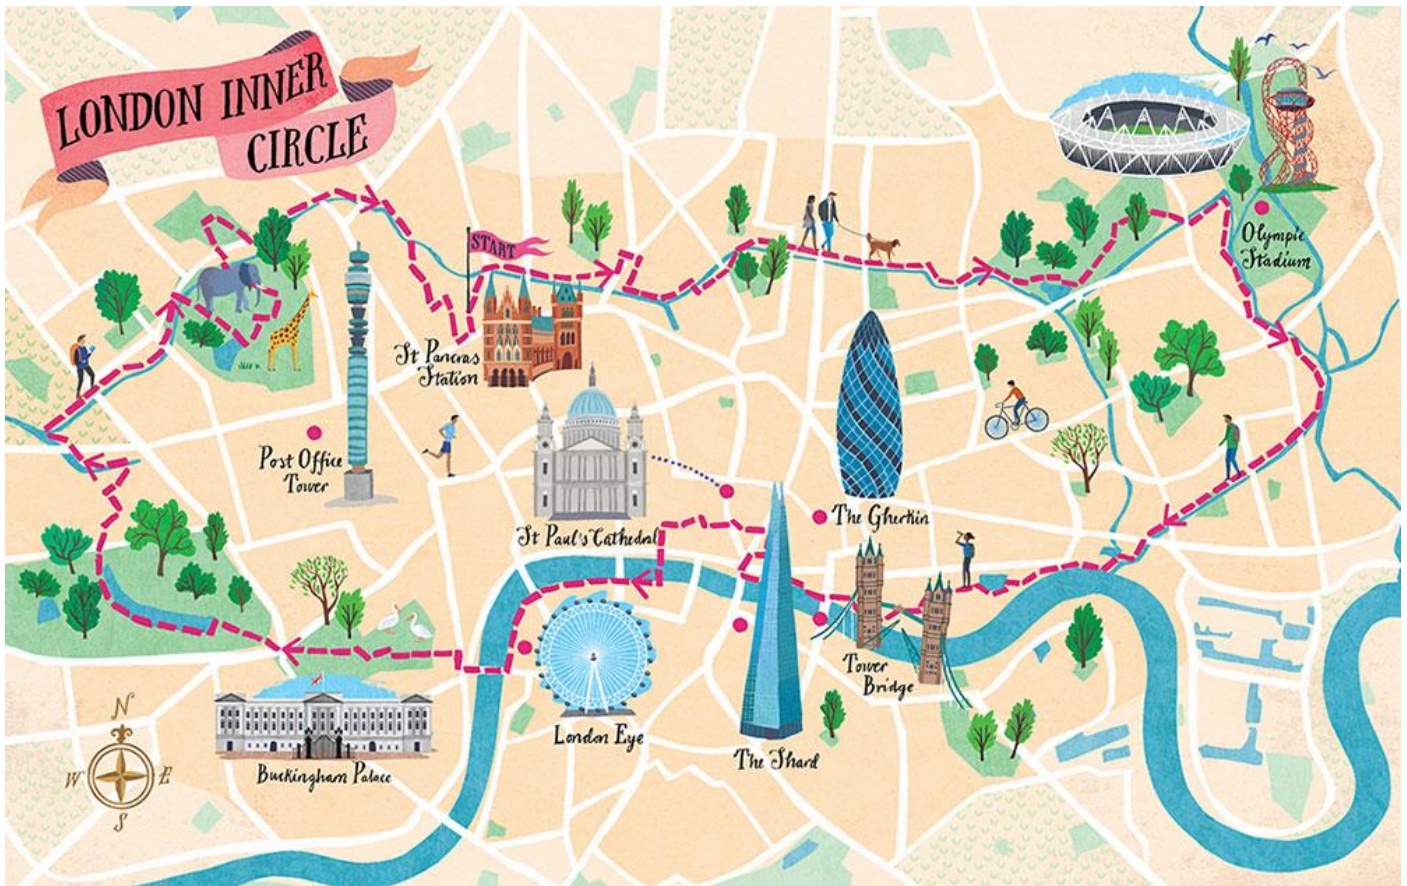 LONDON INNER
CIRCLE
START
Olympic
Stadium
St Pancras
Station
Post Office
Tower
St Paul's Cathedral
The Gherkin
Tower
Bridge
London Eye
The Shard
Buckingham Palace
N
W
E
S